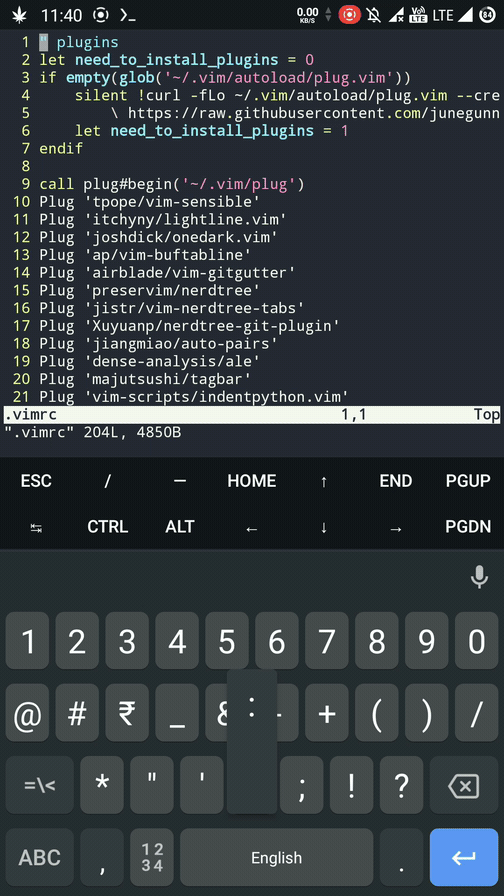 11:40 0.00 KB/S Vo LTE LTE 84
1 " plugins
2 let need_to_install_plugins = 0
3 if empty(glob('~/.vim/autoload/plug.vim'))
4     silent !curl -fLo ~/.vim/autoload/plug.vim --cre
5         \ https://raw.githubusercontent.com/junegunn
6     let need_to_install_plugins = 1
7 endif
8
9 call plug#begin('~/.vim/plug')
10 Plug 'tpope/vim-sensible'
11 Plug 'itchyny/lightline.vim'
12 Plug 'joshdick/onedark.vim'
13 Plug 'ap/vim-buftabline'
14 Plug 'airblade/vim-gitgutter'
15 Plug 'preservim/nerdtree'
16 Plug 'jistr/vim-nerdtree-tabs'
17 Plug 'Xuyuanp/nerdtree-git-plugin'
18 Plug 'jiangmiao/auto-pairs'
19 Plug 'dense-analysis/ale'
20 Plug 'majutsushi/tagbar'
21 Plug 'vim-scripts/indentpython.vim'
.vimrc 1,1 Top
".vimrc" 204L, 4850B
ESC / — HOME ↑ END PGUP
↹ CTRL ALT ← ↓ → PGDN
1 2 3 4 5 6 7 8 9 0
@ # ₹ _ & - + ( ) /
=\< * " ' : ; ! ?
ABC , 12 34 English .